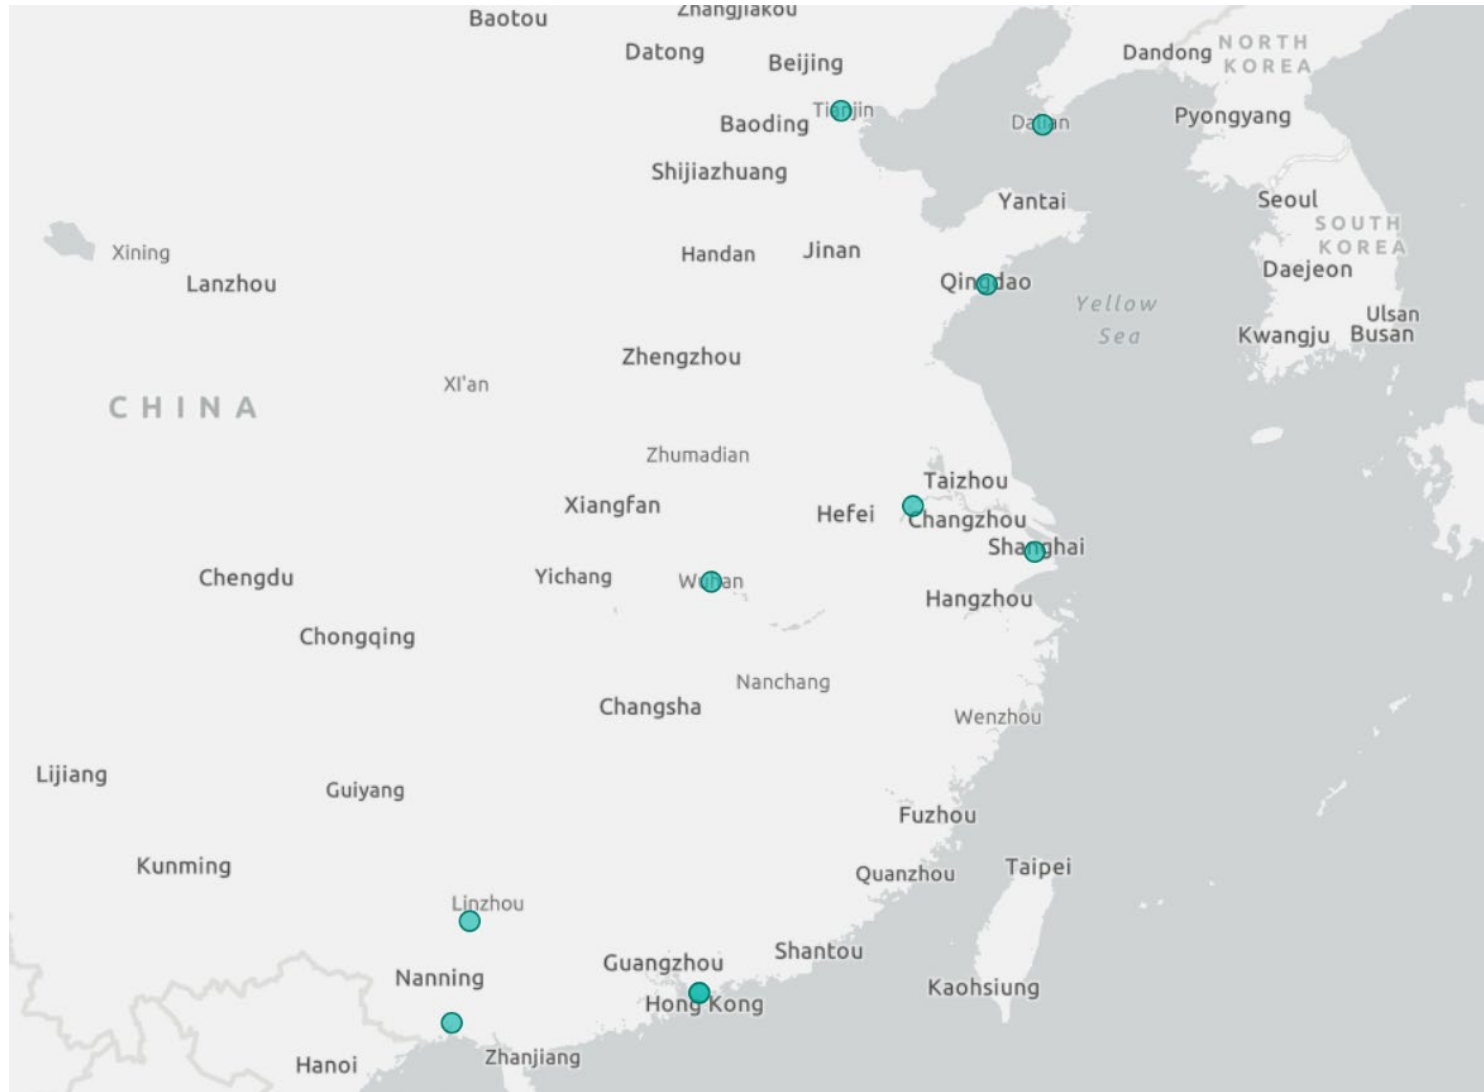 Baotou
Zhangjiakou
Datong
Beijing
Dandong
NORTH
KOREA
Tianjin
Dalian
Baoding
Pyongyang
Shijiazhuang
Yantai
Seoul
SOUTH
KOREA
Xining
Handan
Jinan
Lanzhou
Qingdao
Daejeon
Yellow
Sea
Ulsan
Kwangju
Busan
Zhengzhou
XI'an
CHINA
Zhumadian
Taizhou
Xiangfan
Hefei
Changzhou
Shanghai
Chengdu
Yichang
Wuhan
Hangzhou
Chongqing
Nanchang
Changsha
Wenzhou
Lijiang
Guiyang
Fuzhou
Kunming
Quanzhou
Taipei
Linzhou
Guangzhou
Shantou
Nanning
Kaohsiung
Hong Kong
Hanoi
Zhanjiang